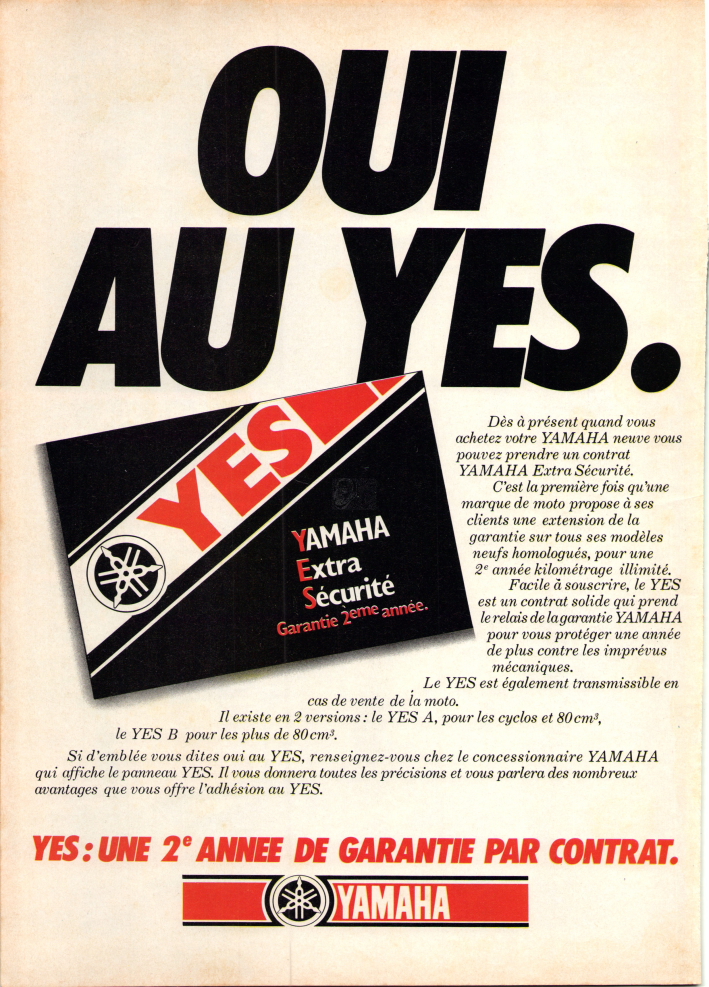 OUI
AU YES.
YES
YAMAHA
Extra
Sécurité
Garantie 2eme année.
Dès à présent quand vous
achetez votre YAMAHA neuve vous
pouvez prendre un contrat
YAMAHA Extra Sécurité.
C'est la première fois qu'une
marque de moto propose à ses
clients une extension de la
garantie sur tous ses modèles
neufs homologués, pour une
2e année kilométrage illimité.
Facile à souscrire, le YES
est un contrat solide qui prend
le relais de la garantie YAMAHA
pour vous protéger une année
de plus contre les imprévus
mécaniques.
Le YES est également transmissible en
cas de vente de la moto.
Il existe en 2 versions : le YES A, pour les cyclos et 80 cm³,
le YES B pour les plus de 80 cm³.
Si d'emblée vous dites oui au YES, renseignez-vous chez le concessionnaire YAMAHA
qui affiche le panneau YES. Il vous donnera toutes les précisions et vous parlera des nombreux
avantages que vous offre l'adhésion au YES.
YES : UNE 2e ANNEE DE GARANTIE PAR CONTRAT.
YAMAHA